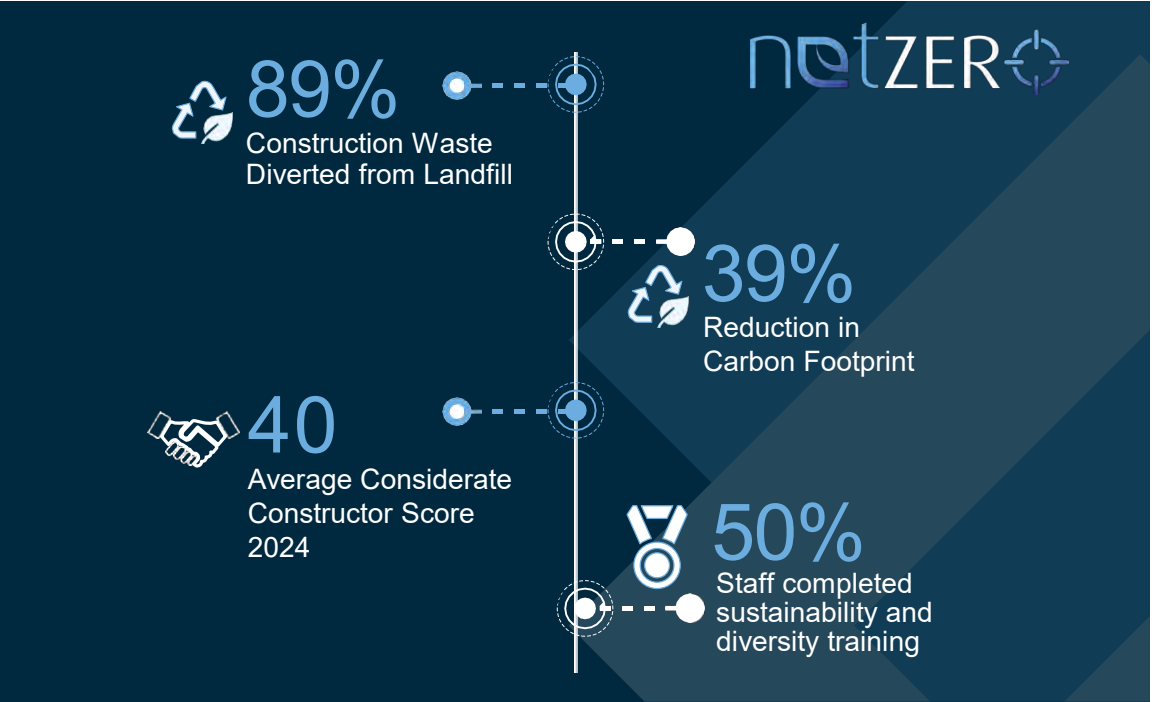 netZERO
89%
Construction Waste
Diverted from Landfill
39%
Reduction in
Carbon Footprint
40
Average Considerate
Constructor Score
2024
50%
Staff completed
sustainability and
diversity training